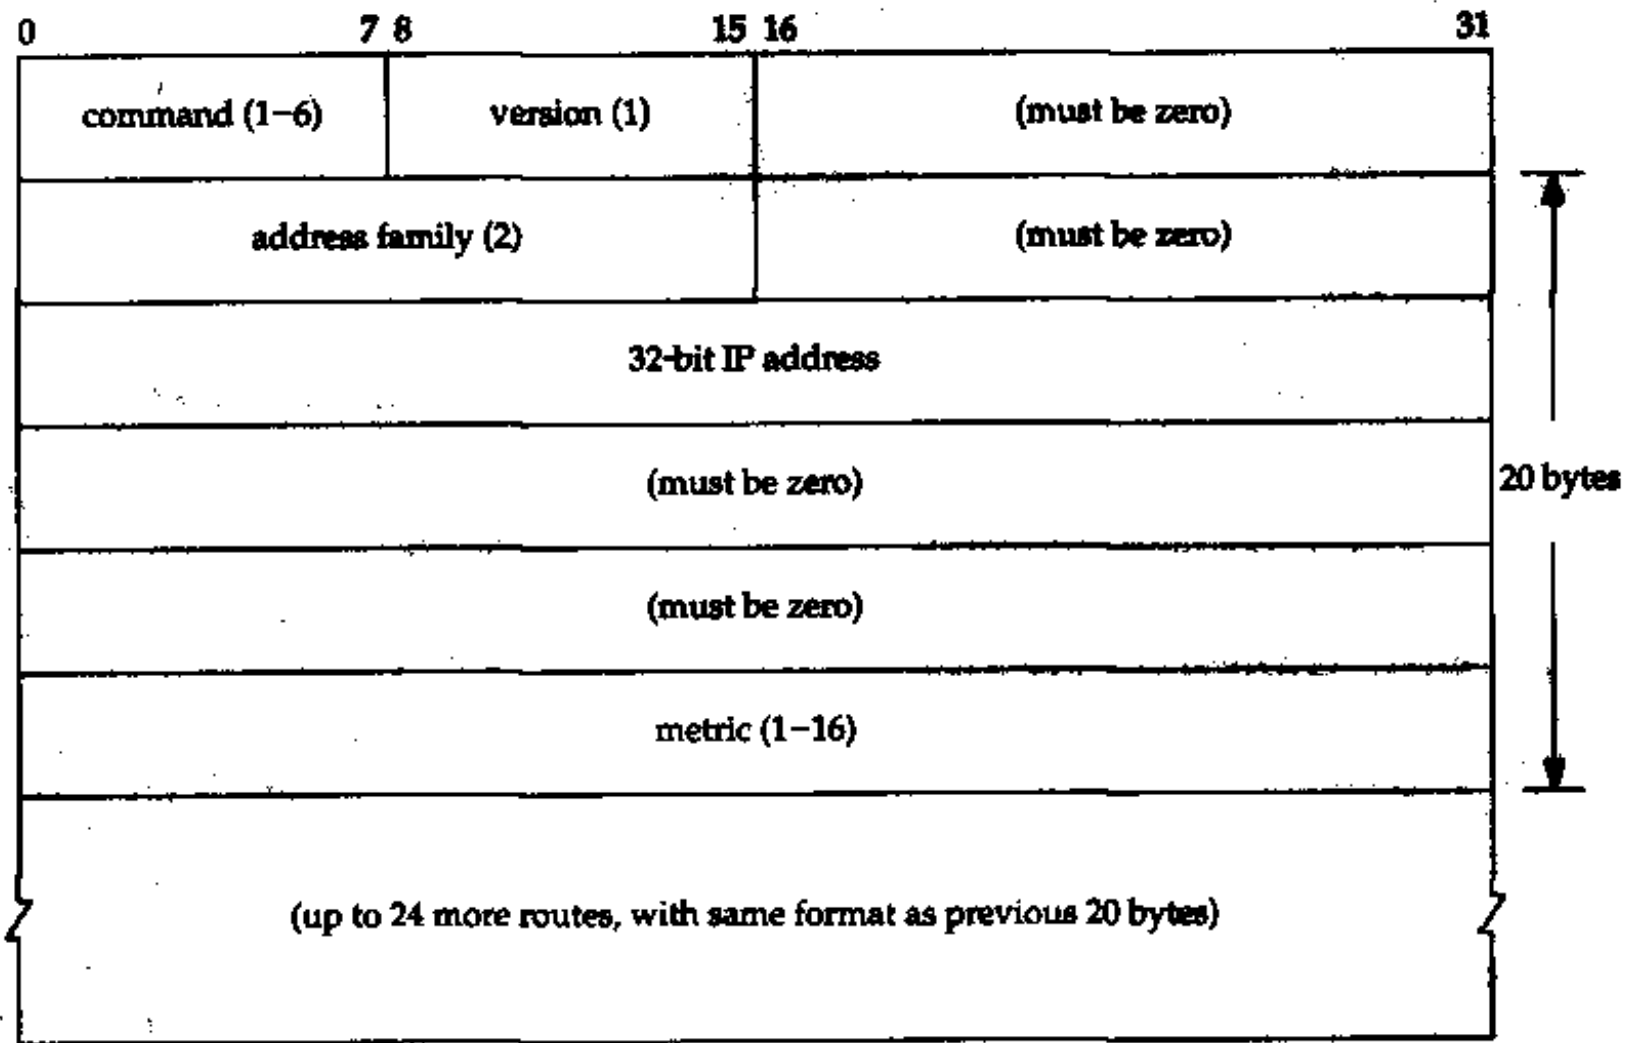 0 7 8 15 16 31
command (1-6) version (1) (must be zero)
address family (2) (must be zero)
32-bit IP address
(must be zero)
20 bytes
(must be zero)
metric (1-16)
(up to 24 more routes, with same format as previous 20 bytes)